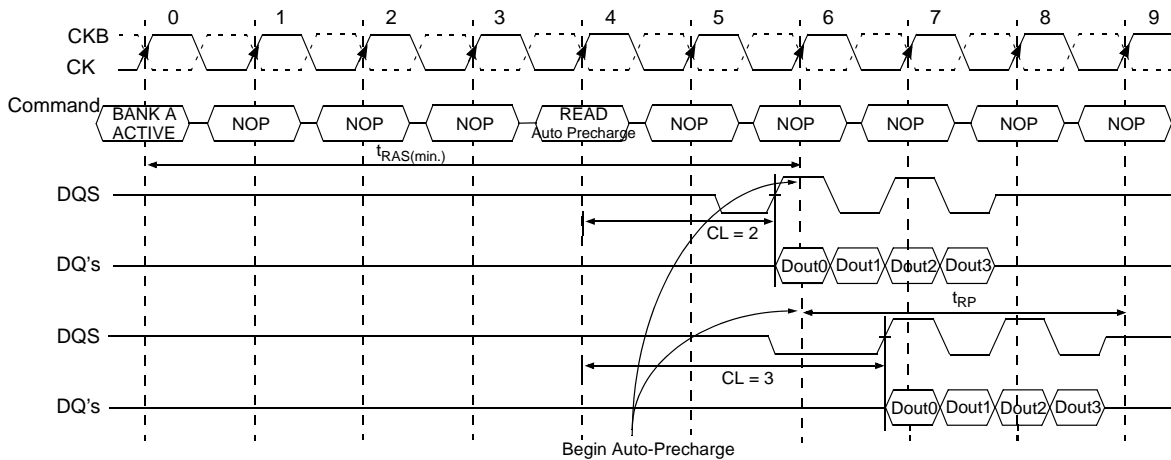 0 1 2 3 4 5 6 7 8 9
CKB
CK
Command
BANK A
ACTIVE
NOP NOP NOP
READ
Auto Precharge
NOP NOP NOP NOP NOP
tRAS(min.)
DQS
CL = 2
DQ's
Dout0 Dout1 Dout2 Dout3
tRP
DQS
CL = 3
DQ's
Dout0 Dout1 Dout2 Dout3
Begin Auto-Precharge